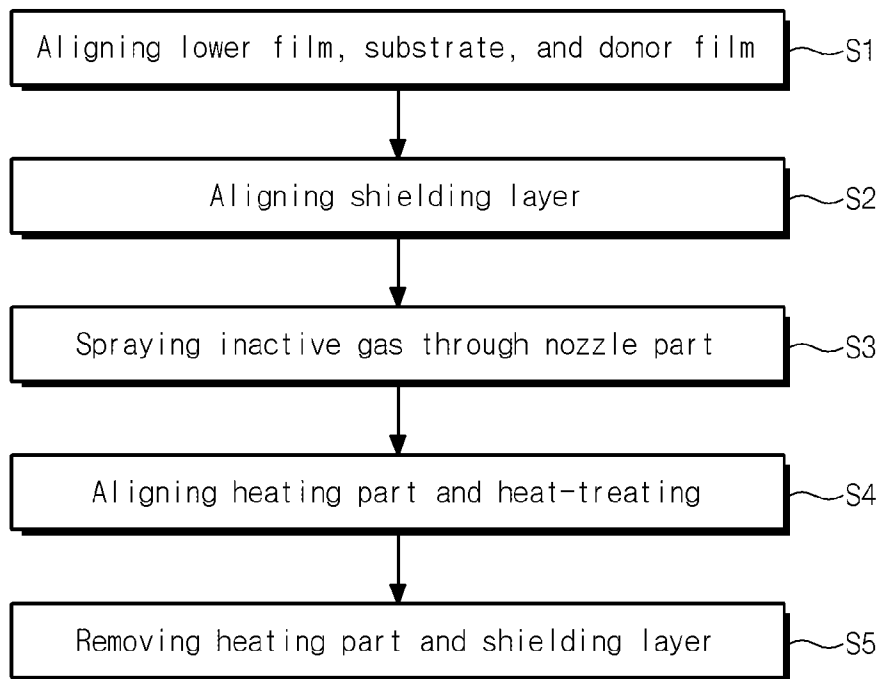 Aligning lower film, substrate, and donor film S1
Aligning shielding layer S2
Spraying inactive gas through nozzle part S3
Aligning heating part and heat-treating S4
Removing heating part and shielding layer S5